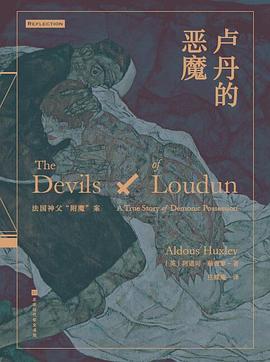 REFLECTION
卢丹的
恶魔
The of
Devils Loudun
法国神父“附魔”案 A True Story of Demonic Possession
Aldous Huxley
[英]阿道司·赫胥黎 著
译